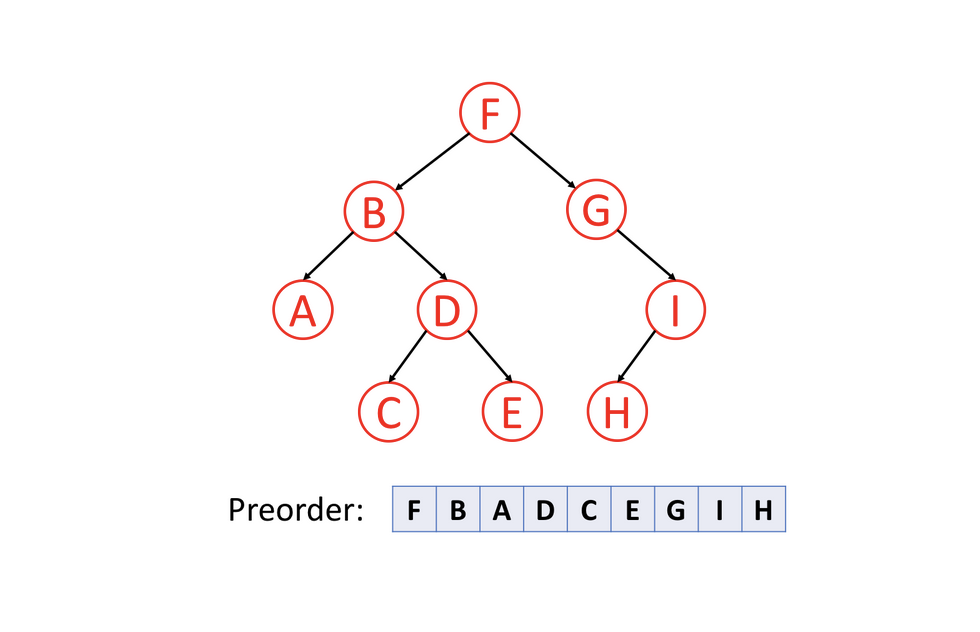 F
B G
A D I
C E H
Preorder: F B A D C E G I H